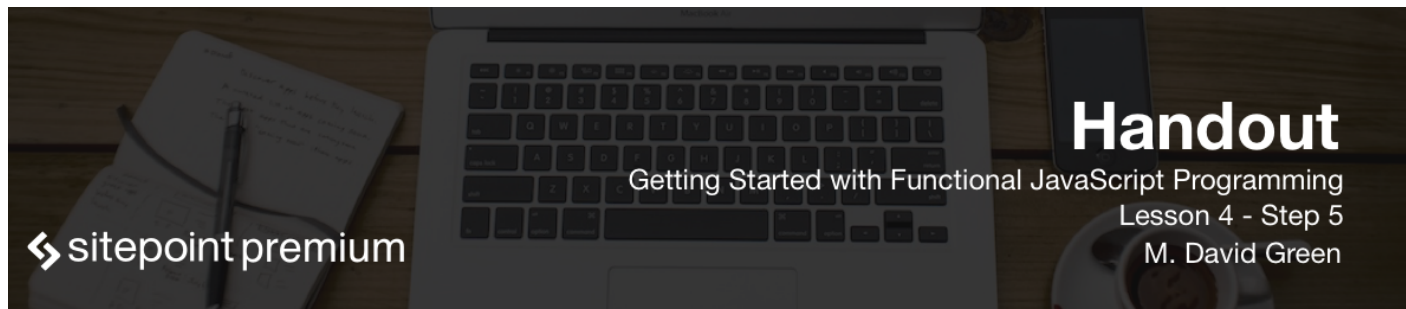 Handout
Getting Started with Functional JavaScript Programming
Lesson 4 - Step 5
M. David Green
sitepoint premium